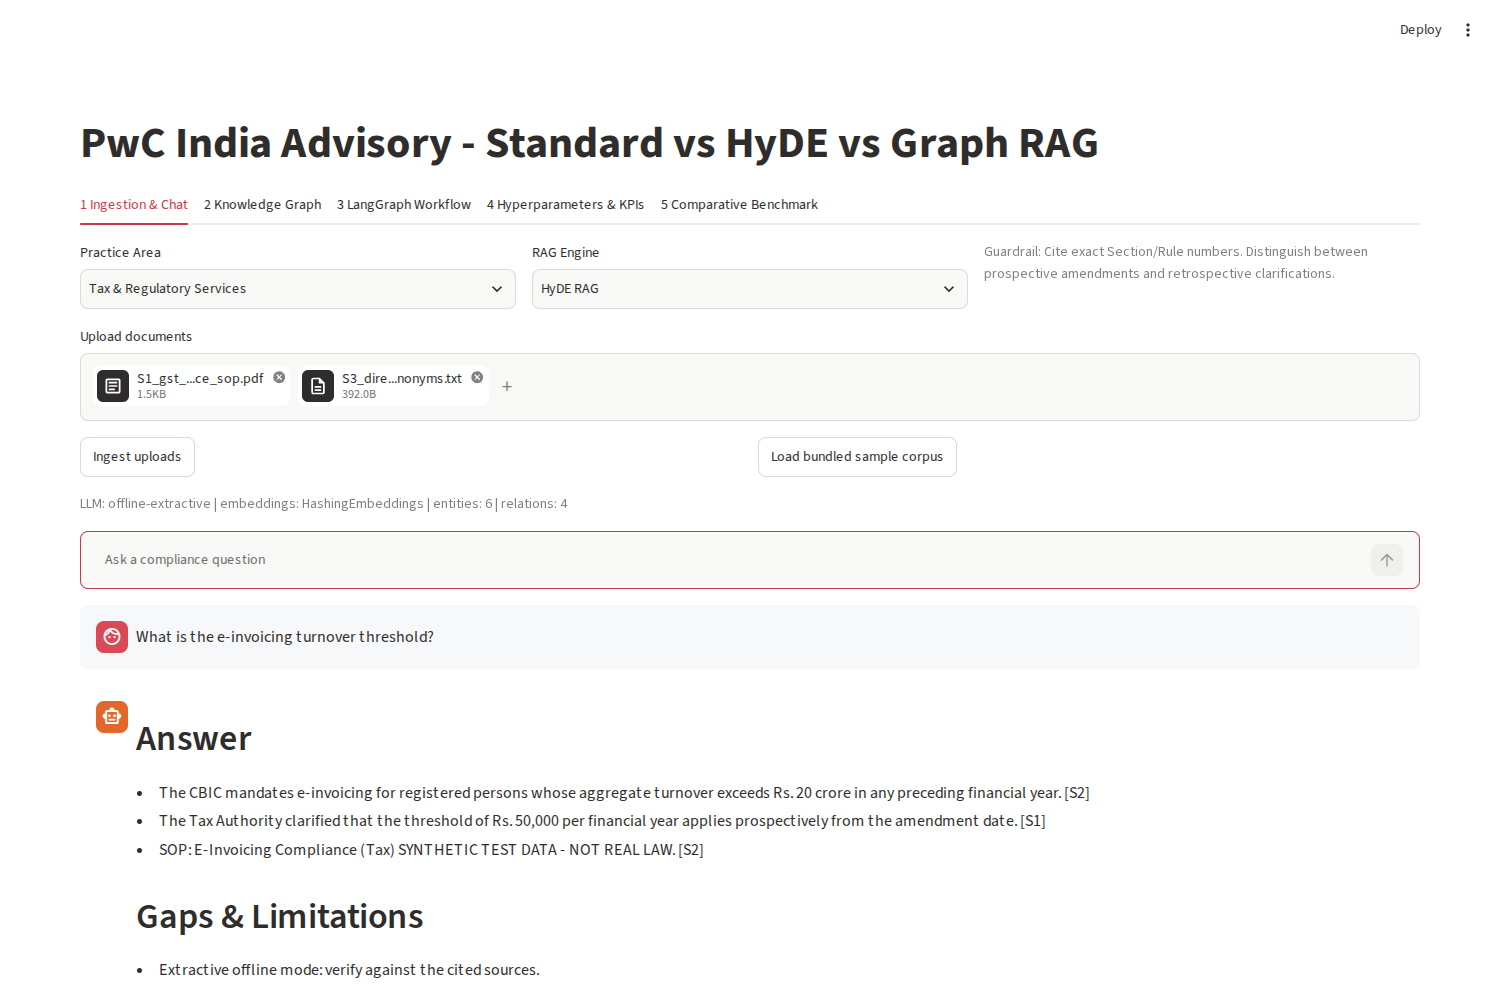 Deploy
PwC India Advisory - Standard vs HyDE vs Graph RAG
1 Ingestion & Chat
2 Knowledge Graph
3 LangGraph Workflow
4 Hyperparameters & KPIs
5 Comparative Benchmark
Practice Area
Tax & Regulatory Services
RAG Engine
HyDE RAG
Guardrail: Cite exact Section/Rule numbers. Distinguish between
prospective amendments and retrospective clarifications.
Upload documents
S1_gst_...ce_sop.pdf
1.5KB
S3_dire...nonyms.txt
392.0B
Ingest uploads
Load bundled sample corpus
LLM: offline-extractive | embeddings: HashingEmbeddings | entities: 6 | relations: 4
Ask a compliance question
What is the e-invoicing turnover threshold?
Answer
• The CBIC mandates e-invoicing for registered persons whose aggregate turnover exceeds Rs. 20 crore in any preceding financial year. [S2]
• The Tax Authority clarified that the threshold of Rs. 50,000 per financial year applies prospectively from the amendment date. [S1]
• SOP: E-Invoicing Compliance (Tax) SYNTHETIC TEST DATA - NOT REAL LAW. [S2]
Gaps & Limitations
• Extractive offline mode: verify against the cited sources.